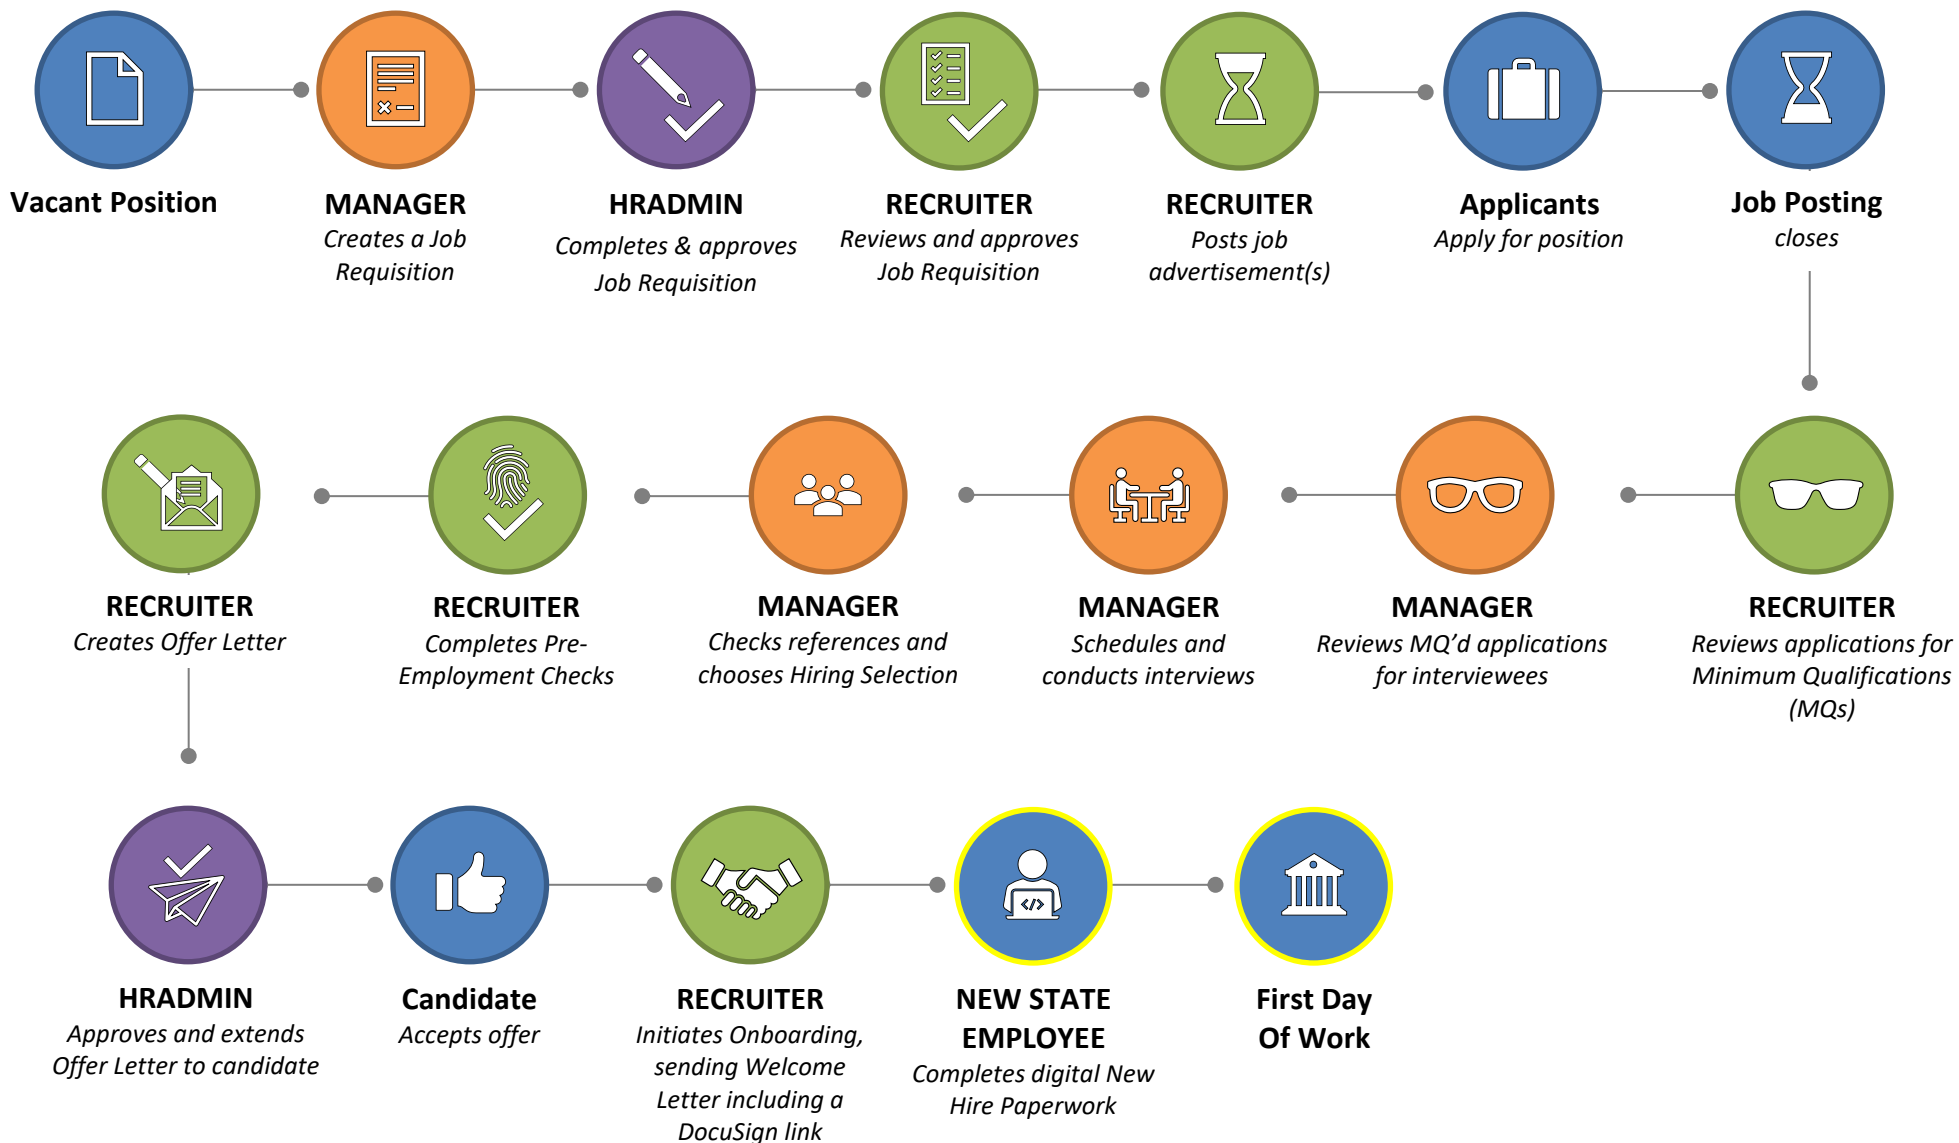 Vacant Position
MANAGER
Creates a Job
Requisition
HRADMIN
Completes & approves
Job Requisition
RECRUITER
Reviews and approves
Job Requisition
RECRUITER
Posts job
advertisement(s)
Applicants
Apply for position
Job Posting
closes
RECRUITER
Reviews applications for
Minimum Qualifications
(MQs)
MANAGER
Reviews MQ’d applications
for interviewees
MANAGER
Schedules and
conducts interviews
MANAGER
Checks references and
chooses Hiring Selection
RECRUITER
Completes Pre-
Employment Checks
RECRUITER
Creates Offer Letter
HRADMIN
Approves and extends
Offer Letter to candidate
Candidate
Accepts offer
RECRUITER
Initiates Onboarding,
sending Welcome
Letter including a
DocuSign link
</>
NEW STATE
EMPLOYEE
Completes digital New
Hire Paperwork
First Day
Of Work